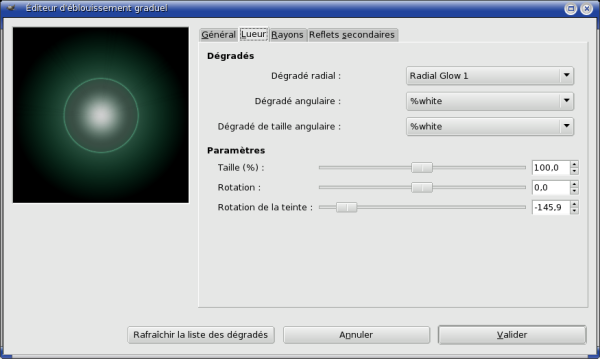 Editeur d'éblouissement graduel
Général Lueur Rayons Reflets secondaires
Dégradés
Dégradé radial : Radial Glow 1
Dégradé angulaire : %white
Dégradé de taille angulaire : %white
Paramètres
Taille (%) : 100,0
Rotation : 0,0
Rotation de la teinte : -145,9
Rafraîchir la liste des dégradés Annuler Valider